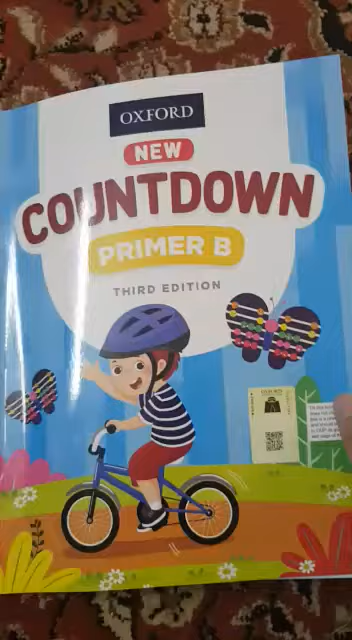 OXFORD
NEW
COUNTDOWN
PRIMER B
THIRD EDITION